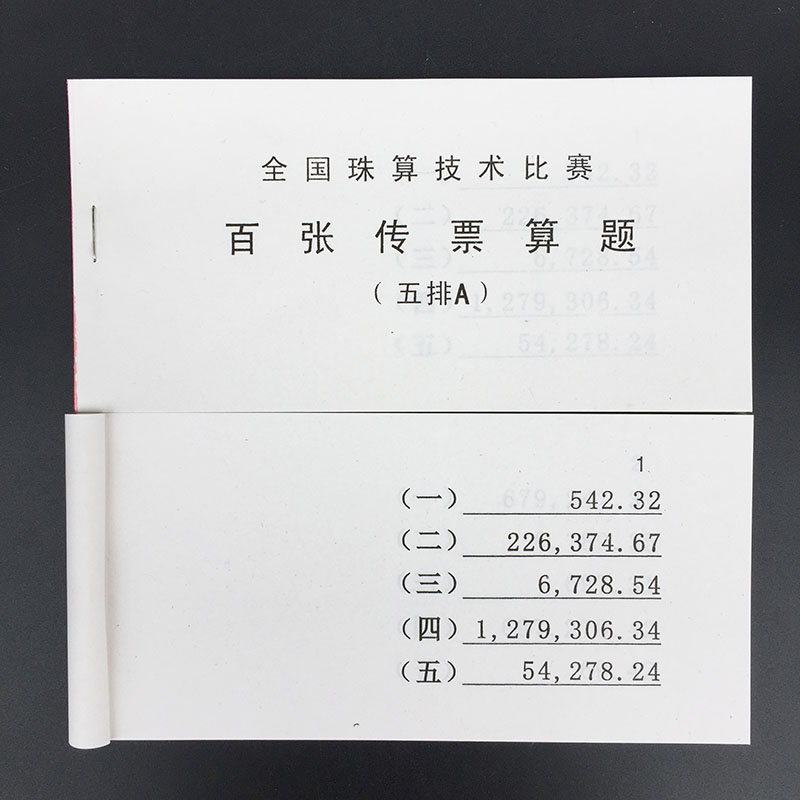 全国珠算技术比赛
百张传票算题
（五排A）
1
（一） 542.32
（二） 226,374.67
（三） 6,728.54
（四） 1,279,306.34
（五） 54,278.24